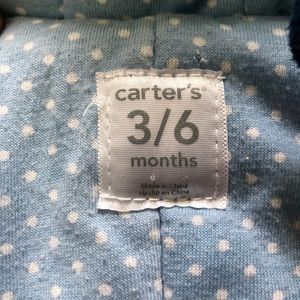 carter's®
3/6
months
Made in China
Hecho en China